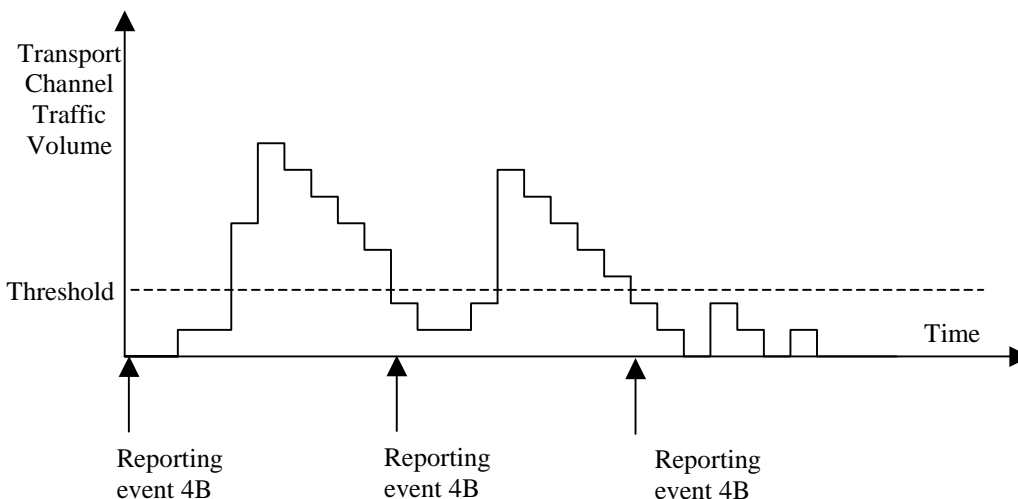 Transport
Channel
Traffic
Volume
Threshold
Time
Reporting
event 4B
Reporting
event 4B
Reporting
event 4B